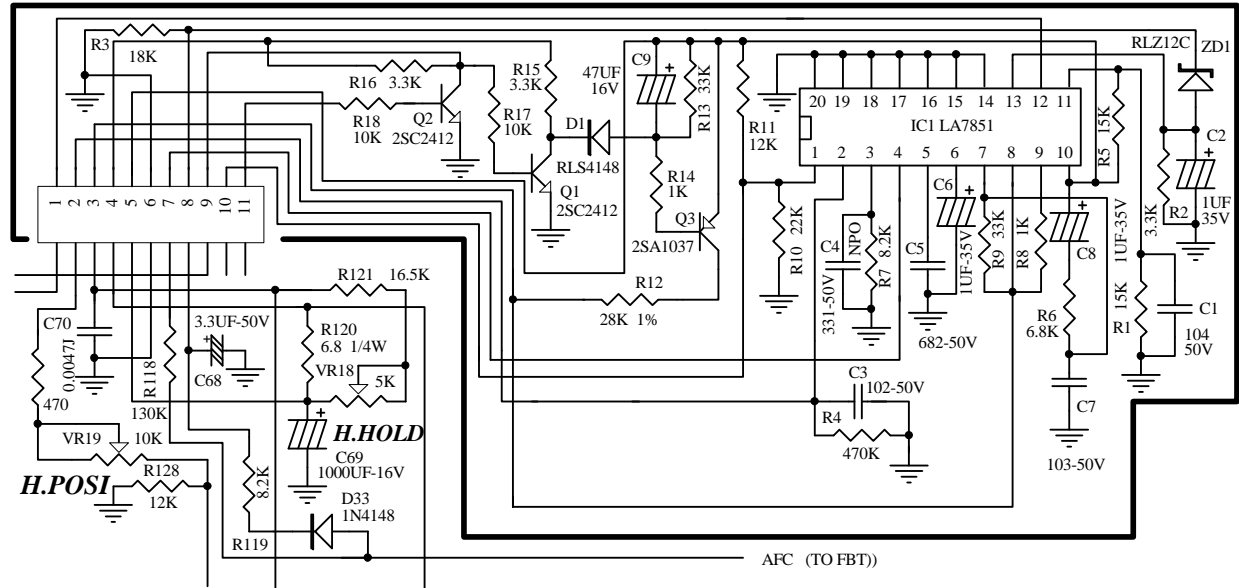 R3
18K
R16
3.3K
R18
10K
Q2
2SC2412
R17
10K
R15
3.3K
Q1
2SC2412
D1
RLS4148
C9
47UF
16V
R13
33K
R14
1K
Q3
2SA1037
R12
28K 1%
R11
12K
R10
22K
20 19 18 17 16 15 14 13 12 11
IC1 LA7851
1 2 3 4 5 6 7 8 9 10
RLZ12C
ZD1
R5
15K
C2
1UF
35V
R2
3.3K
C4
NPO
331-50V
R7
8.2K
C5
682-50V
C6
1UF-35V
R9
33K
R8
1K
C8
1UF-35V
R6
6.8K
R1
15K
C1
104
50V
C7
103-50V
C3
102-50V
R4
470K
1 2 3 4 5 6 7 8 9 10 11
R121
16.5K
C70
0.0047J
3.3UF-50V
C68
R120
6.8 1/4W
VR18
5K
R118
130K
470
H.HOLD
C69
1000UF-16V
VR19
10K
H.POSI
R128
12K
8.2K
R119
D33
1N4148
AFC (TO FBT))